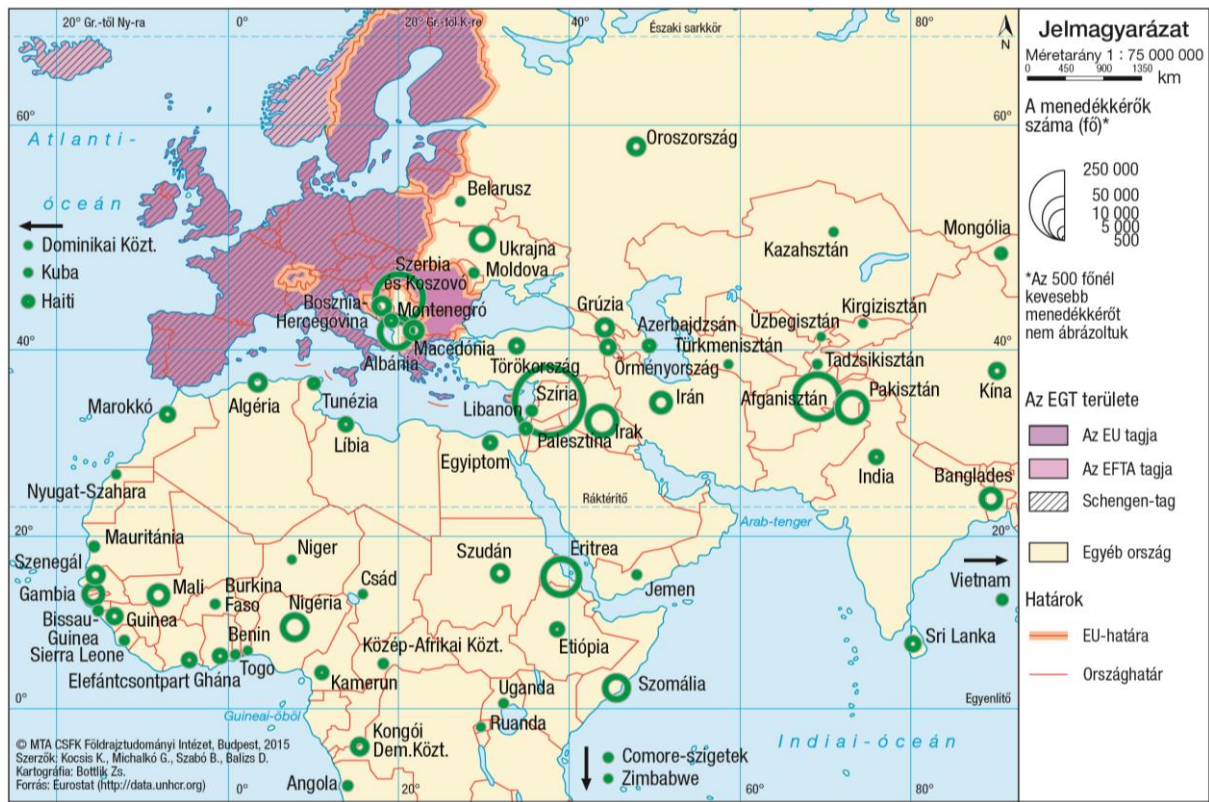 20° Gr.-től Ny-ra
0°
20° Gr.-től K-re
40°
Északi sarkkör
80°
N
60°
60°
Atlanti-
óceán
Oroszország
Belarusz
Dominikai Közt.
Kuba
Haiti
Ukrajna
Moldova
Kazahsztán
Mongólia
Szerbia
és Koszovó
Bosznia-
Hercegovina
Montenegró
Macedónia
Albánia
Grúzia
Azerbajdzsán
Üzbegisztán
Kirgizisztán
40°
Törökország
Türkmenisztán
Örményország
Tádzsikisztán
40°
Marokkó
Algéria
Tunézia
Líbia
Libanon
Szíria
Palesztina
Irak
Irán
Afganisztán
Pakisztán
Kína
Egyiptom
India
Banglades
Nyugat-Szahara
Ráktérítő
Arab-tenger
20°
20°
Mauritánia
Niger
Szudán
Eritrea
Szenegál
Gambia
Mali
Burkina
Faso
Nigéria
Csád
Jemen
Vietnam
Bissau-
Guinea
Guinea
Benin
Közép-Afrikai Közt.
Etiópia
Sierra Leone
Togo
Sri Lanka
Elefántcsontpart
Ghána
Kamerun
Uganda
Szomália
0°
Guineai-öböl
Ruanda
Egyenlítő
Kongói
Dem.Közt.
Indiai-óceán
Comore-szigetek
Zimbabwe
Angola
© MTA CSFK Földrajztudományi Intézet, Budpest, 2015
Szerzők: Kocsis K., Michalkó G., Szabó B., Balizs D.
Kartográfia: Bottlik Zs.
Forrás: Eurostat (http://data.unhcr.org)
0°
20°
60°
80°
Jelmagyarázat
Méretarány 1 : 75 000 000
0 450 900 1350
km
A menedékkérők
száma (fő)*
250 000
50 000
10 000
5 000
500
*Az 500 főnél
kevesebb
menedékkérőt
nem ábrázoltuk
Az EGT területe
Az EU tagja
Az EFTA tagja
Schengen-tag
Egyéb ország
Határok
EU-határa
Országhatár